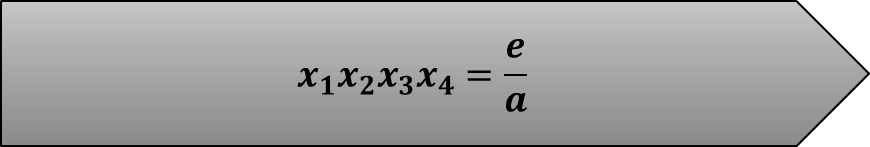 x₁x₂x₃x₄ = e/a